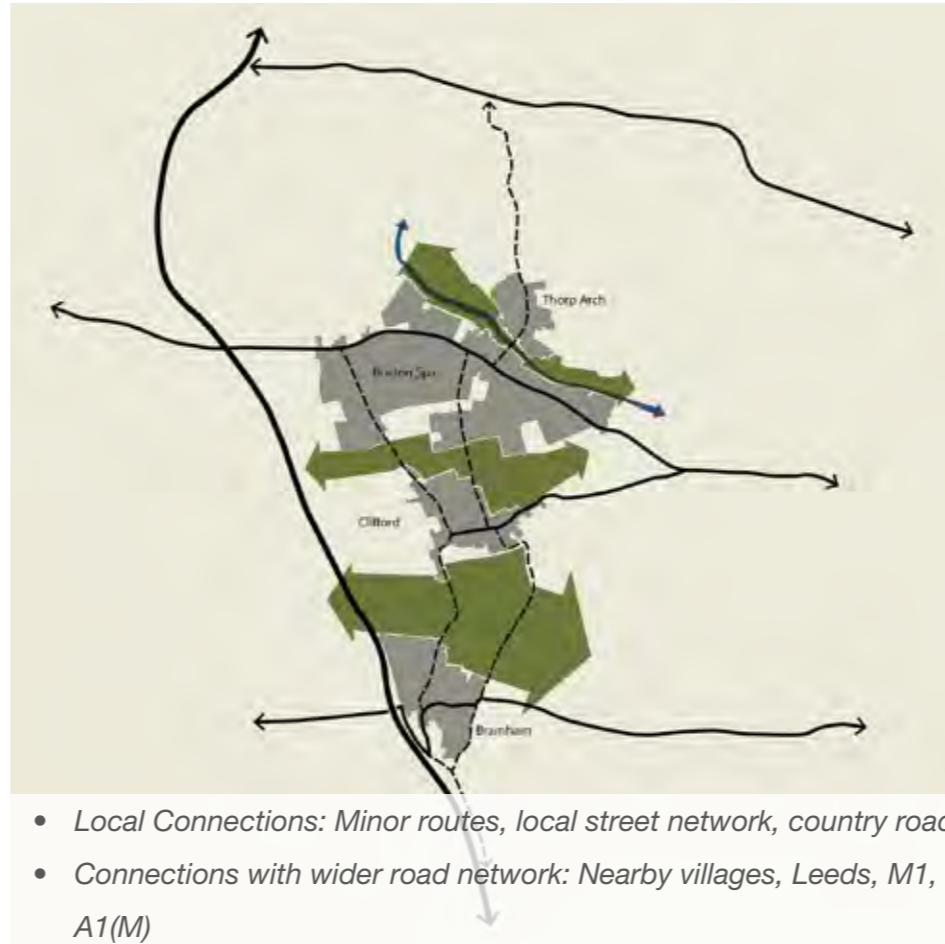 Thorp Arch
Boston Spa
Clifford
Bramham
• Local Connections: Minor routes, local street network, country road
• Connections with wider road network: Nearby villages, Leeds, M1,
A1(M)